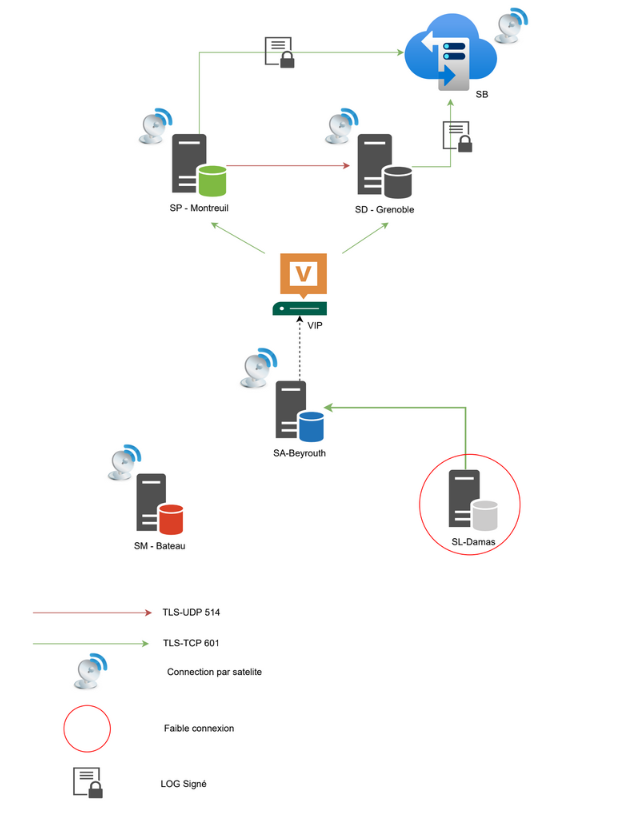 SB
SP - Montreuil
SD - Grenoble
V
VIP
SA-Beyrouth
SL-Damas
SM - Bateau
TLS-UDP 514
TLS-TCP 601
Connection par satelite
Faible connexion
LOG Signé